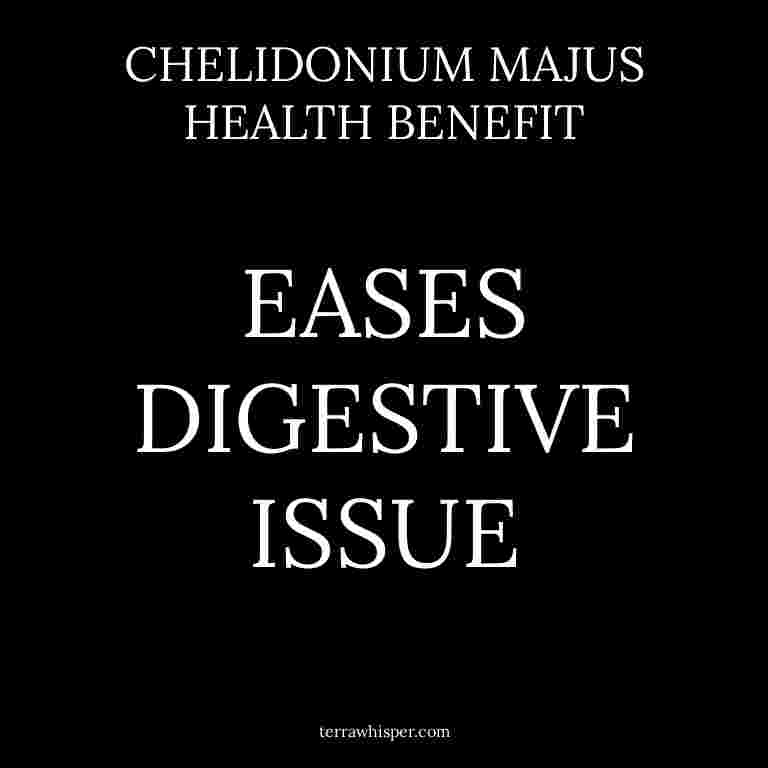 CHELIDONIUM MAJUS
HEALTH BENEFIT
EASES
DIGESTIVE
ISSUE
terrawhisper.com